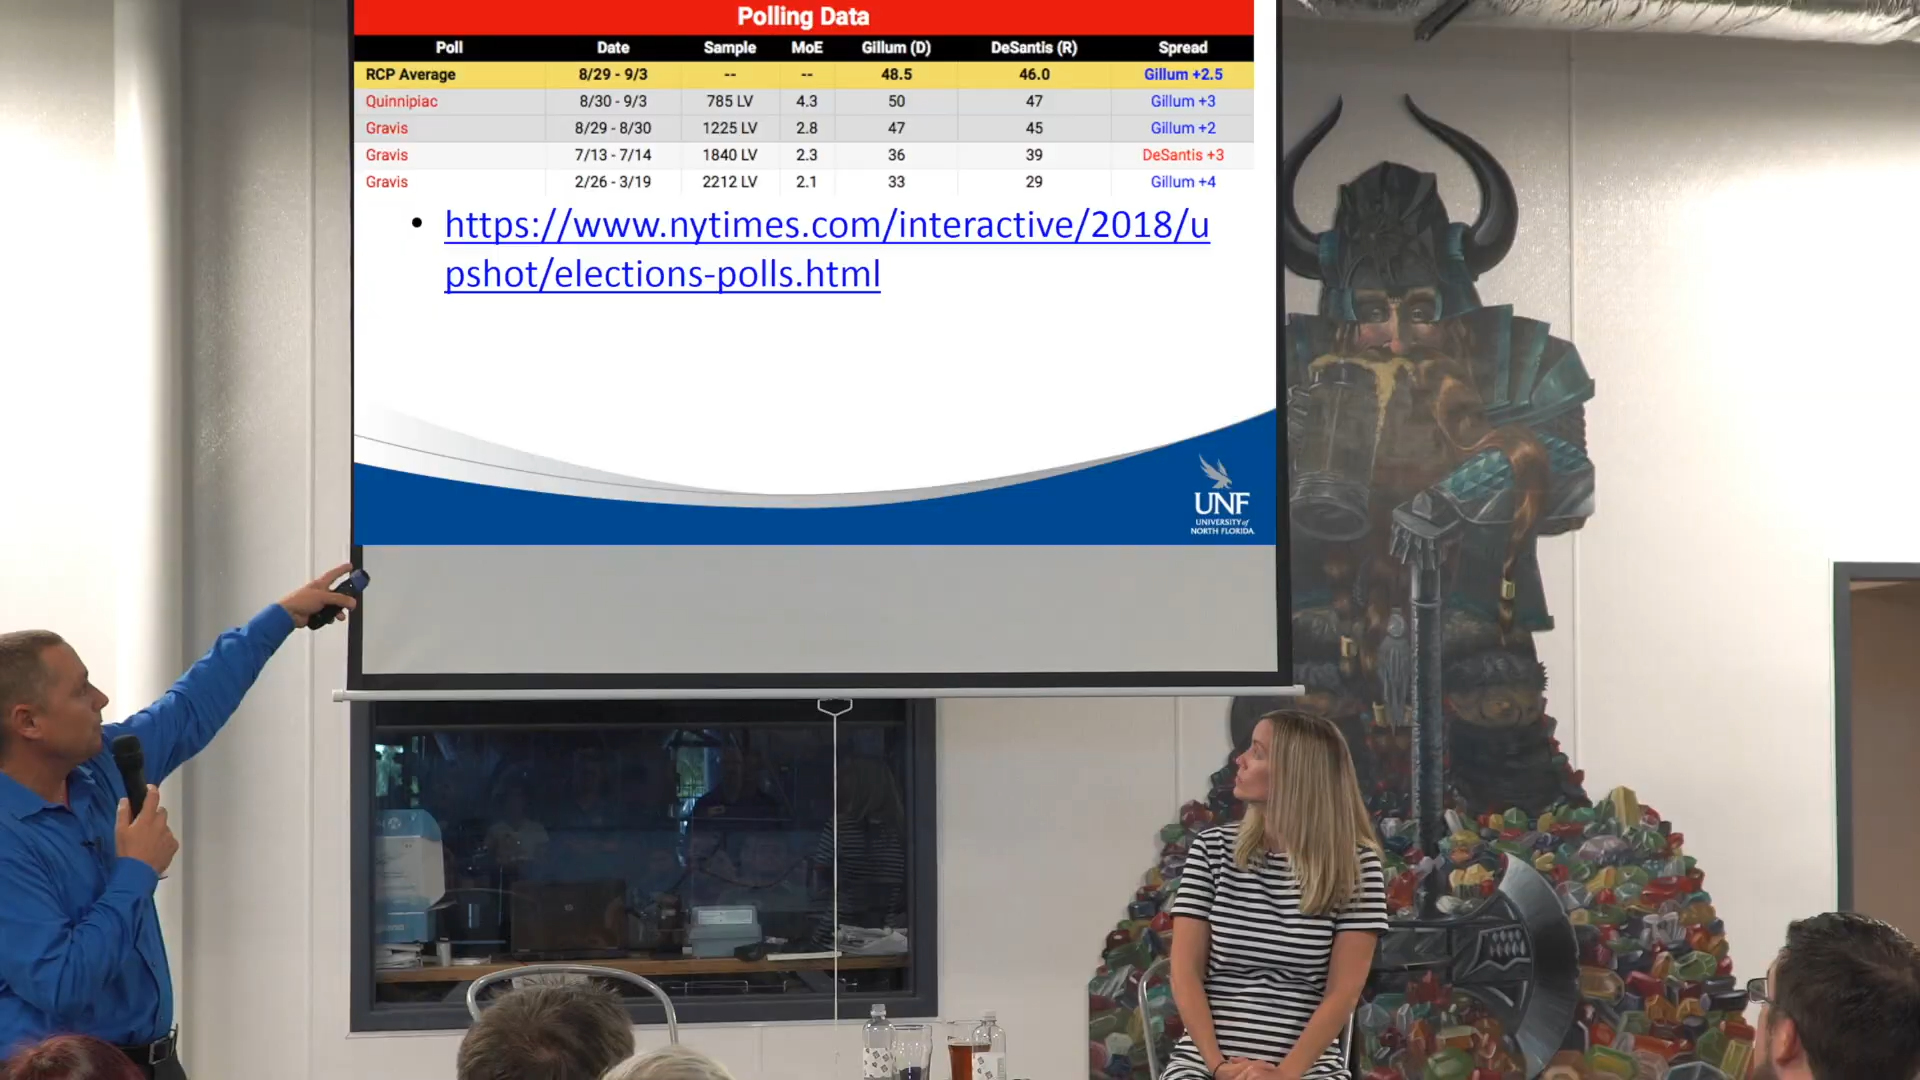 Polling Data
Poll Date Sample MoE Gillum (D) DeSantis (R) Spread
RCP Average 8/29 - 9/3 -- -- 48.5 46.0 Gillum +2.5
Quinnipiac 8/30 - 9/3 785 LV 4.3 50 47 Gillum +3
Gravis 8/29 - 8/30 1225 LV 2.8 47 45 Gillum +2
Gravis 7/13 - 7/14 1840 LV 2.3 36 39 DeSantis +3
Gravis 2/26 - 3/19 2212 LV 2.1 33 29 Gillum +4
• https://www.nytimes.com/interactive/2018/u
pshot/elections-polls.html
UNF
UNIVERSITY of
NORTH FLORIDA